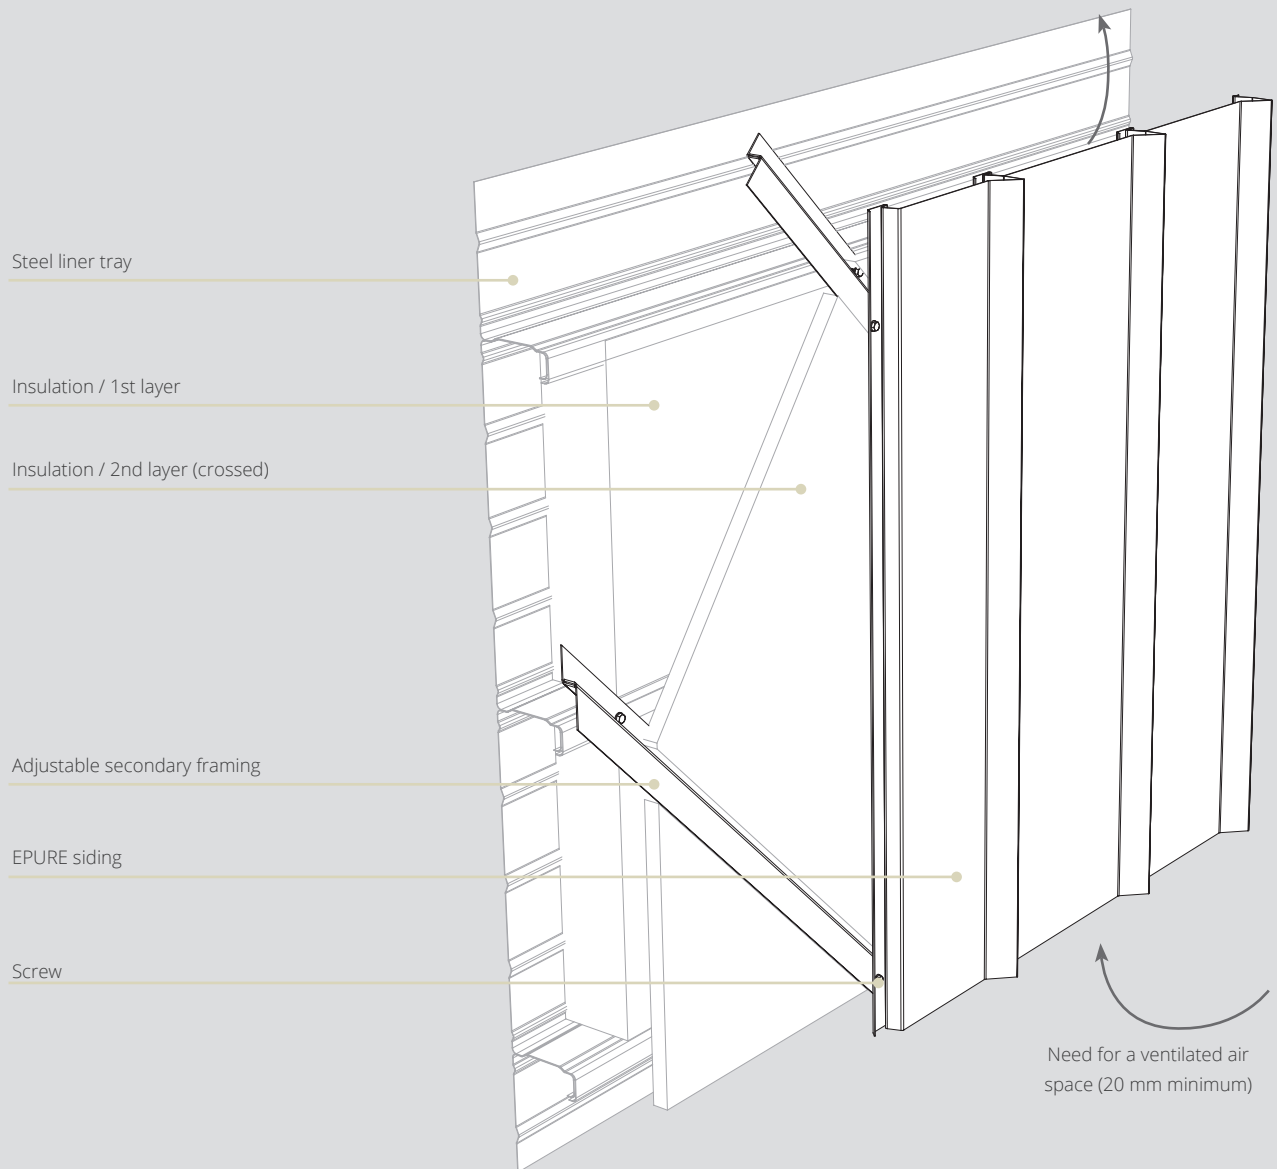 Steel liner tray
Insulation / 1st layer
Insulation / 2nd layer (crossed)
Adjustable secondary framing
EPURE siding
Screw
Need for a ventilated air
space (20 mm minimum)